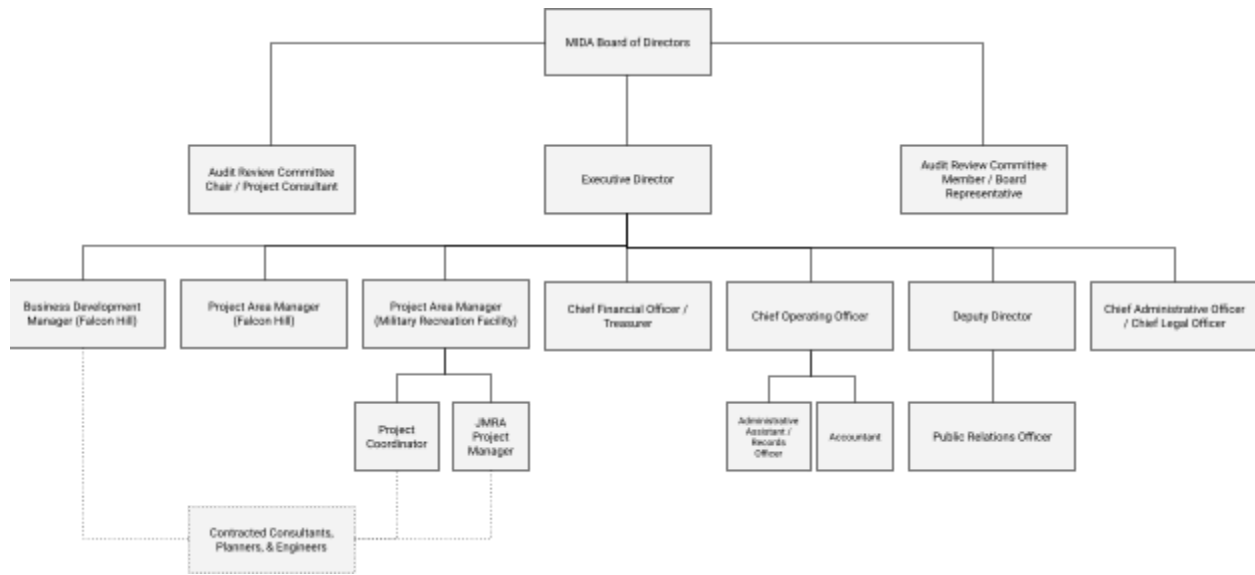 MIDA Board of Directors
Audit Review Committee
Chair / Project Consultant
Executive Director
Audit Review Committee
Member / Board
Representative
Business Development
Manager (Falcon Hill)
Project Area Manager
(Falcon Hill)
Project Area Manager
(Military Recreation Facility)
Chief Financial Officer /
Treasurer
Chief Operating Officer
Deputy Director
Chief Administrative Officer
/ Chief Legal Officer
Project
Coordinator
JMRA
Project
Manager
Administrative
Assistant /
Records
Officer
Accountant
Public Relations Officer
Contracted Consultants,
Planners, & Engineers